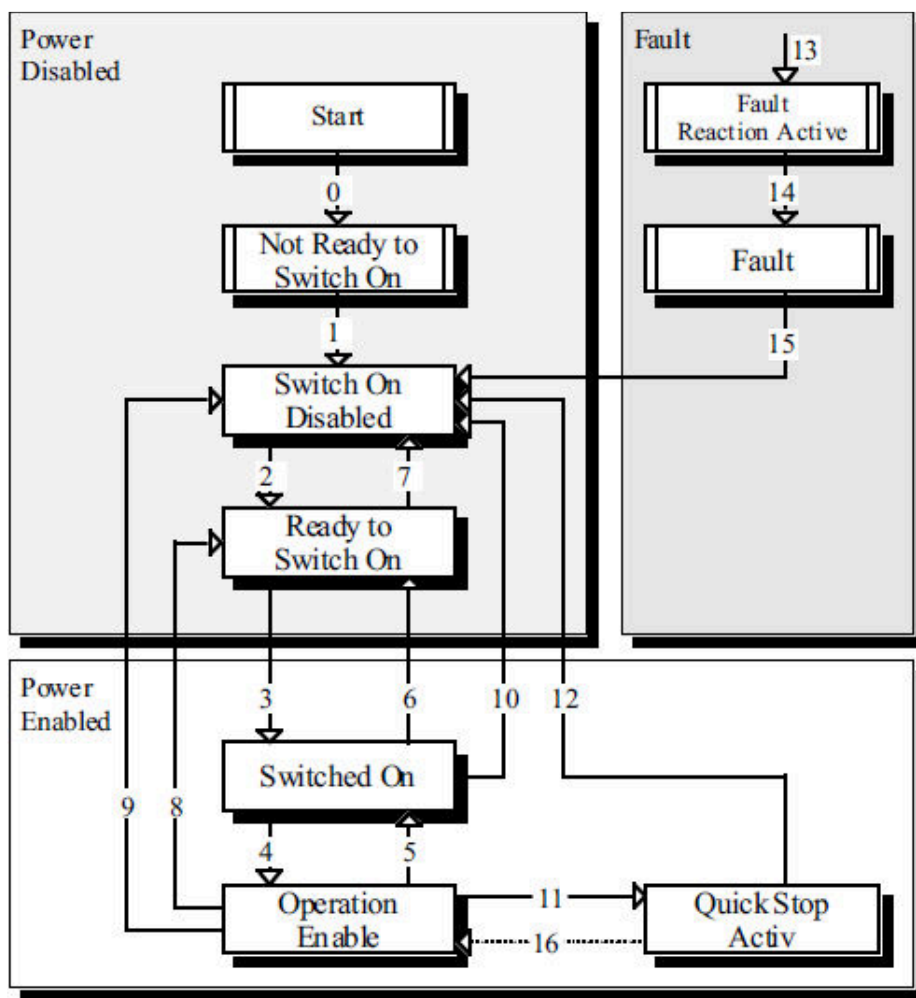 Power
Disabled
Start
0
Not Ready to
Switch On
1
Switch On
Disabled
2
7
Ready to
Switch On
Fault
13
Fault
Reaction Active
14
Fault
15
Power
Enabled
3
6
10
12
Switched On
9
8
4
5
Operation
Enable
11
16
Quick Stop
Activ